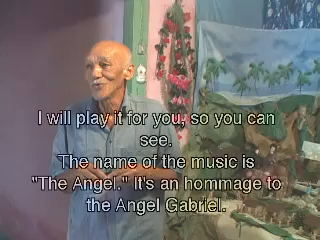 I will play it for you, so you can
see.
The name of the music is
"The Angel." It's an hommage to
the Angel Gabriel.